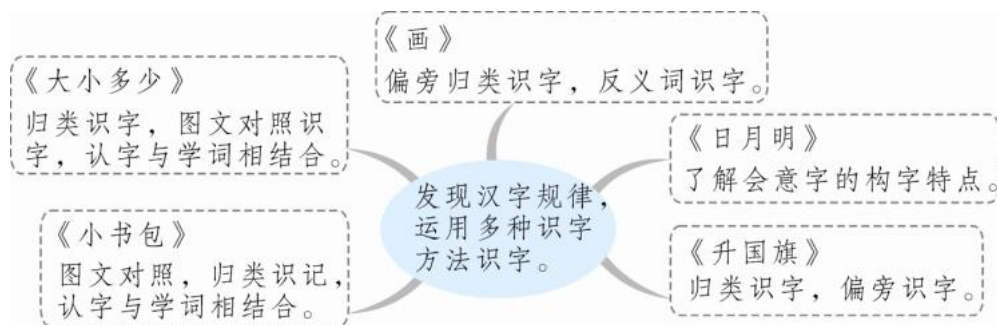 《画》
偏旁归类识字，反义词识字。
《大小多少》
归类识字，图文对照识
字，认字与学词相结合。
《日月明》
了解会意字的构字特点。
发现汉字规律，
运用多种识字
方法识字。
《小书包》
图文对照，归类识记，
认字与学词相结合。
《升国旗》
归类识字，偏旁识字。